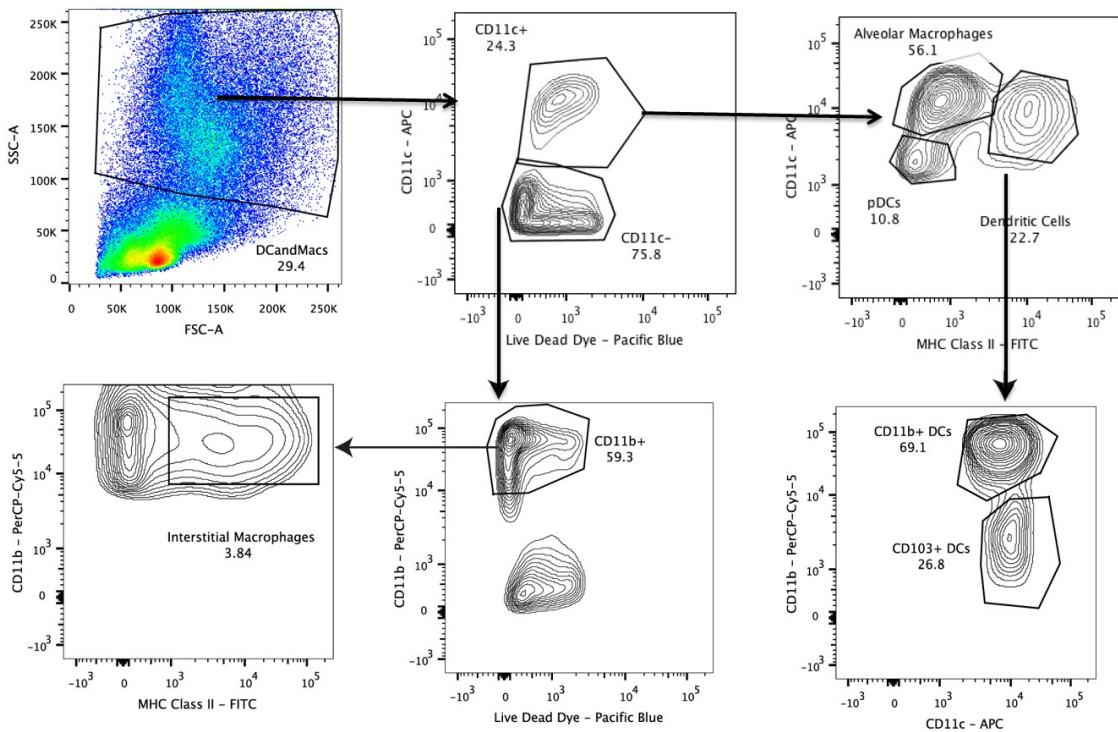 250K
200K
150K
100K
50K
0
SSC-A
DCandMacs
29.4
0
50K
100K
150K
200K
250K
FSC-A
CD11c+
24.3
10^5
10^4
10^3
0
-10^3
CD11c - APC
CD11c-
75.8
-10^3
0
10^3
10^4
10^5
Live Dead Dye - Pacific Blue
Alveolar Macrophages
56.1
10^5
10^4
10^3
0
-10^3
CD11c - APC
pDCs
10.8
Dendritic Cells
22.7
-10^3
0
10^3
10^4
10^5
MHC Class II - FITC
10^5
10^4
10^3
0
-10^3
CD11b - PerCP-Cy5-5
Interstitial Macrophages
3.84
-10^3
0
10^3
10^4
10^5
MHC Class II - FITC
10^5
10^4
10^3
0
-10^3
CD11b - PerCP-Cy5-5
CD11b+
59.3
-10^3
0
10^3
10^4
10^5
Live Dead Dye - Pacific Blue
CD11b+ DCs
69.1
10^5
10^4
10^3
0
-10^3
CD11b - PerCP-Cy5-5
CD103+ DCs
26.8
-10^3
0
10^3
10^4
10^5
CD11c - APC